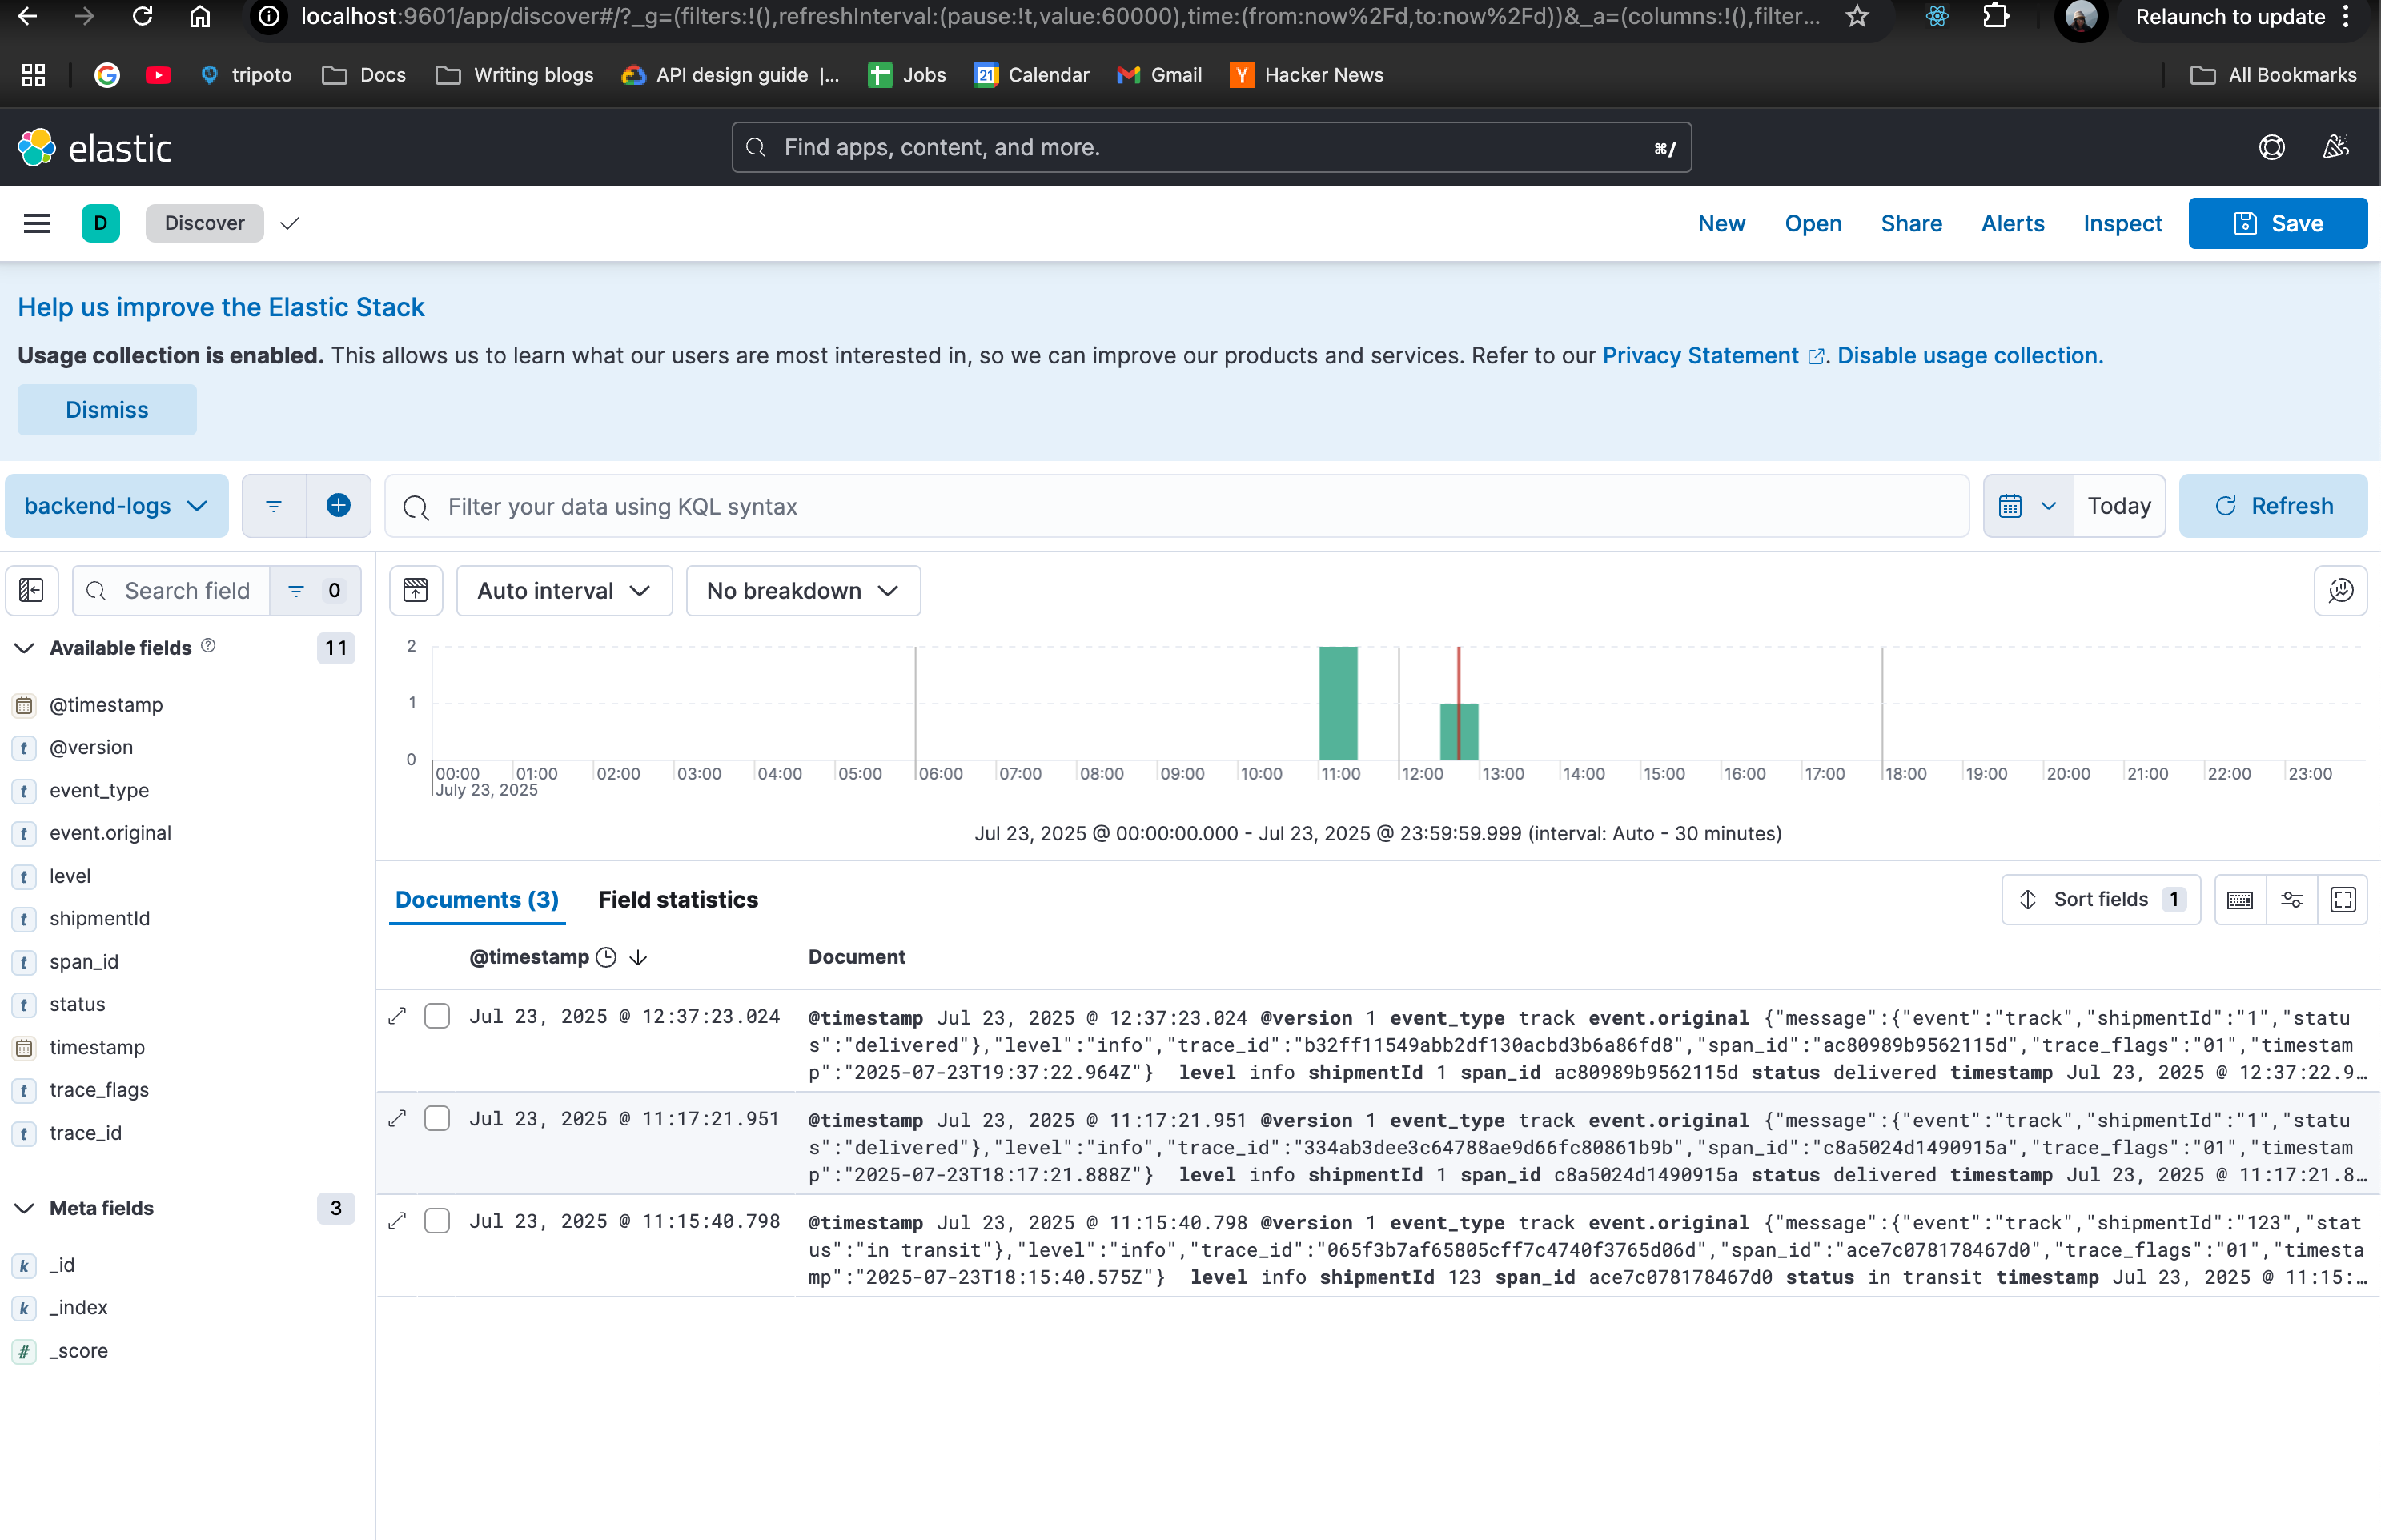 localhost:9601/app/discover#/?_g=(filters:!(),refreshInterval:(pause:!t,value:60000),time:(from:now%2Fd,to:now%2Fd))&_a=(columns:!(),filter...
Relaunch to update
tripoto
Docs
Writing blogs
API design guide |...
21
Jobs
Calendar
Gmail
Y
Hacker News
All Bookmarks
elastic
Find apps, content, and more.
⌘/
D
Discover
New
Open
Share
Alerts
Inspect
Save
Help us improve the Elastic Stack
Usage collection is enabled. This allows us to learn what our users are most interested in, so we can improve our products and services. Refer to our Privacy Statement. Disable usage collection.
Dismiss
backend-logs
Filter your data using KQL syntax
Today
Refresh
Search field
0
Auto interval
No breakdown
Available fields
11
@timestamp
t @version
t event_type
t event.original
t level
t shipmentId
t span_id
t status
timestamp
t trace_flags
t trace_id
Meta fields
3
k _id
k _index
# _score
2
1
0
00:00 01:00 02:00 03:00 04:00 05:00 06:00 07:00 08:00 09:00 10:00 11:00 12:00 13:00 14:00 15:00 16:00 17:00 18:00 19:00 20:00 21:00 22:00 23:00
July 23, 2025
Jul 23, 2025 @ 00:00:00.000 - Jul 23, 2025 @ 23:59:59.999 (interval: Auto - 30 minutes)
Documents (3)
Field statistics
Sort fields 1
@timestamp
Document
Jul 23, 2025 @ 12:37:23.024
@timestamp Jul 23, 2025 @ 12:37:23.024 @version 1 event_type track event.original {"message":{"event":"track","shipmentId":"1","statu
s":"delivered"},"level":"info","trace_id":"b32ff11549abb2df130acbd3b6a86fd8","span_id":"ac80989b9562115d","trace_flags":"01","timestam
p":"2025-07-23T19:37:22.964Z"} level info shipmentId 1 span_id ac80989b9562115d status delivered timestamp Jul 23, 2025 @ 12:37:22.9…
Jul 23, 2025 @ 11:17:21.951
@timestamp Jul 23, 2025 @ 11:17:21.951 @version 1 event_type track event.original {"message":{"event":"track","shipmentId":"1","statu
s":"delivered"},"level":"info","trace_id":"334ab3dee3c64788ae9d66fc80861b9b","span_id":"c8a5024d1490915a","trace_flags":"01","timestam
p":"2025-07-23T18:17:21.888Z"} level info shipmentId 1 span_id c8a5024d1490915a status delivered timestamp Jul 23, 2025 @ 11:17:21.8…
Jul 23, 2025 @ 11:15:40.798
@timestamp Jul 23, 2025 @ 11:15:40.798 @version 1 event_type track event.original {"message":{"event":"track","shipmentId":"123","stat
us":"in transit"},"level":"info","trace_id":"065f3b7af65805cff7c4740f3765d06d","span_id":"ace7c078178467d0","trace_flags":"01","timesta
mp":"2025-07-23T18:15:40.575Z"} level info shipmentId 123 span_id ace7c078178467d0 status in transit timestamp Jul 23, 2025 @ 11:15:…